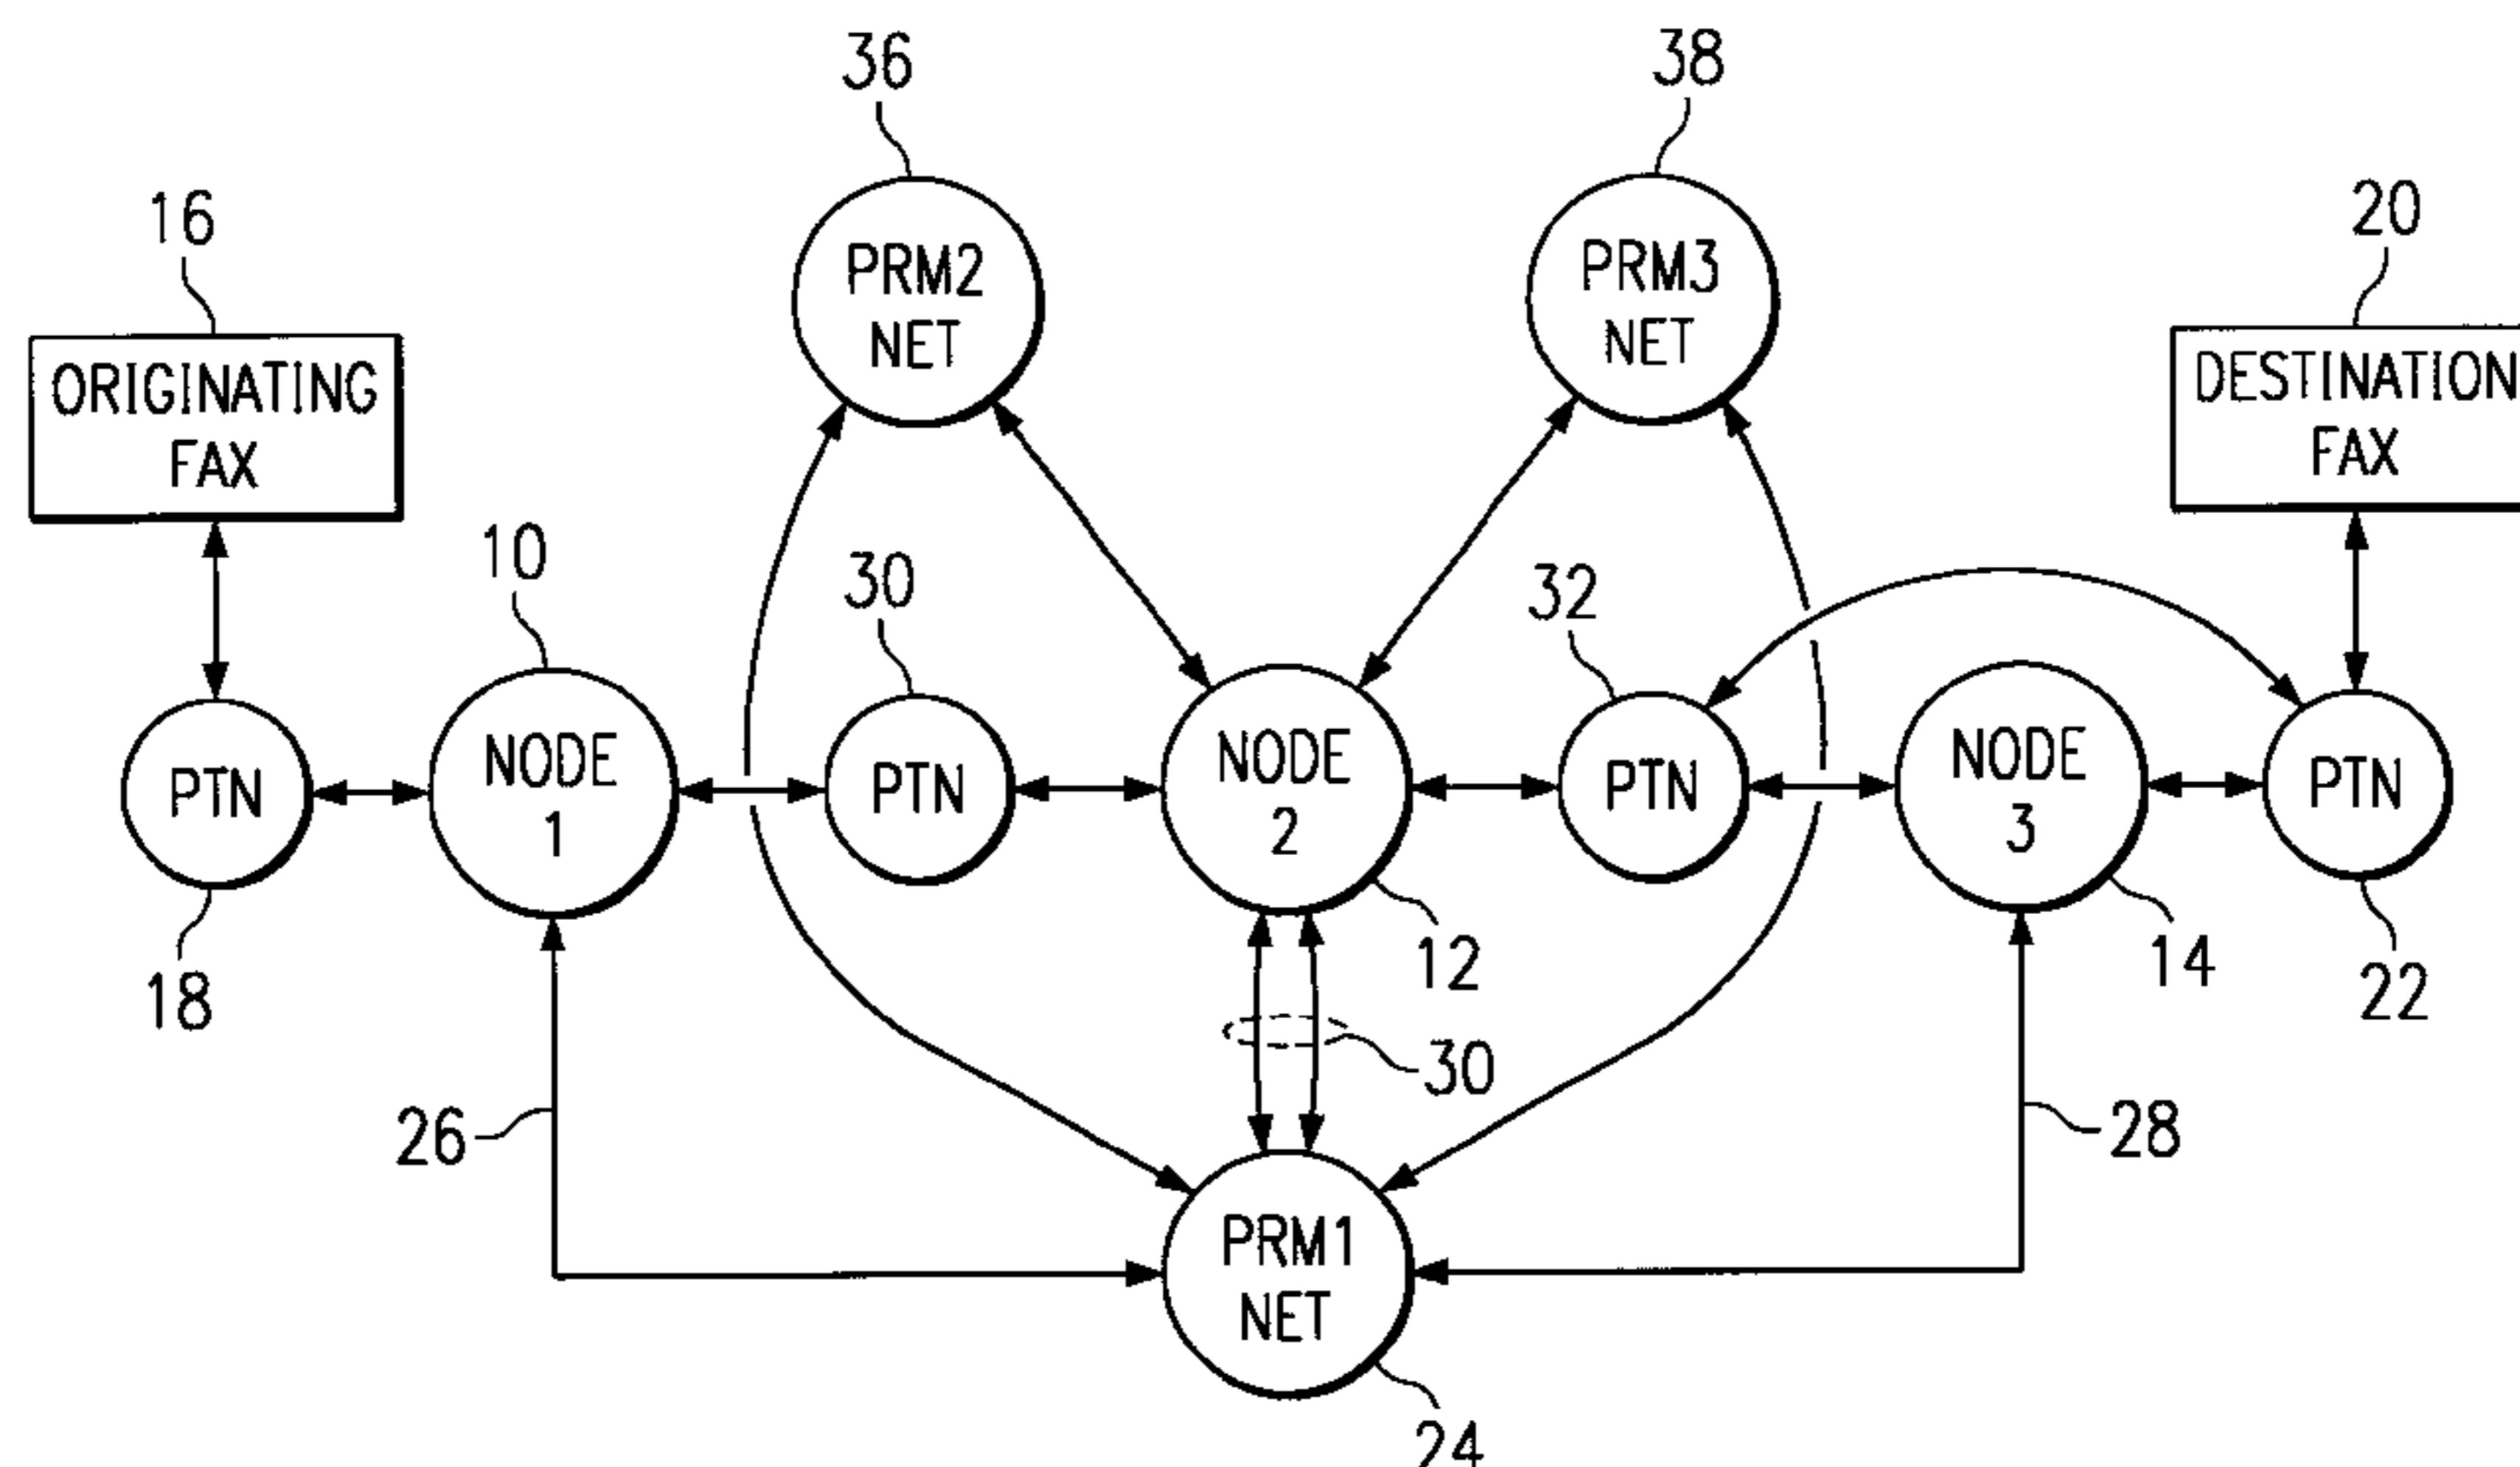 36
38
16
20
PRM2
NET
PRM3
NET
ORIGINATING
FAX
DESTINATION
FAX
10
30
32
PTN
NODE
1
PTN
NODE
2
PTN
NODE
3
PTN
18
12
14
22
30
26
28
PRM1
NET
24